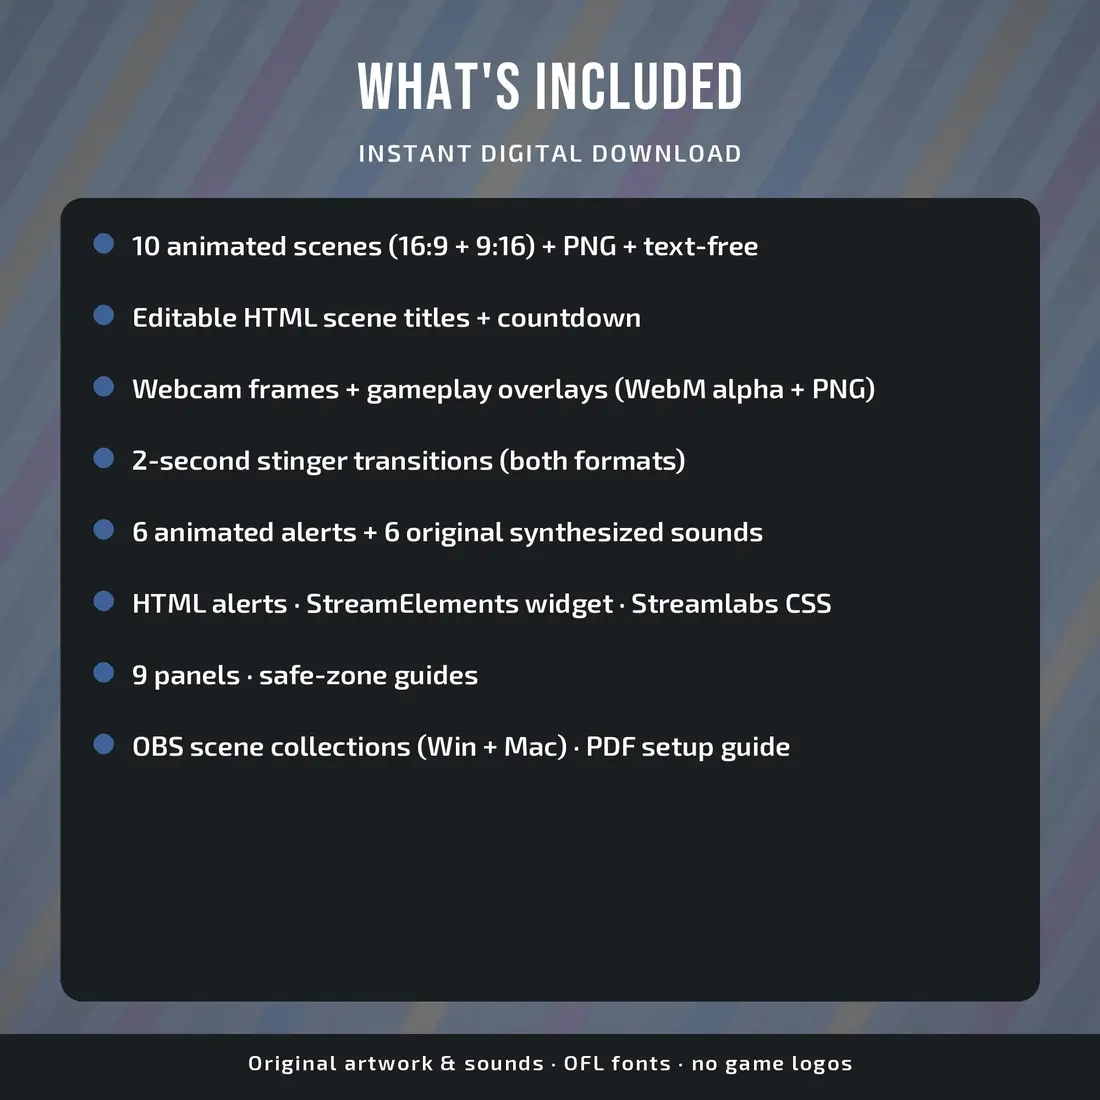 WHAT'S INCLUDED
INSTANT DIGITAL DOWNLOAD
10 animated scenes (16:9 + 9:16) + PNG + text-free
Editable HTML scene titles + countdown
Webcam frames + gameplay overlays (WebM alpha + PNG)
2-second stinger transitions (both formats)
6 animated alerts + 6 original synthesized sounds
HTML alerts · StreamElements widget · Streamlabs CSS
9 panels · safe-zone guides
OBS scene collections (Win + Mac) · PDF setup guide
Original artwork & sounds · OFL fonts · no game logos